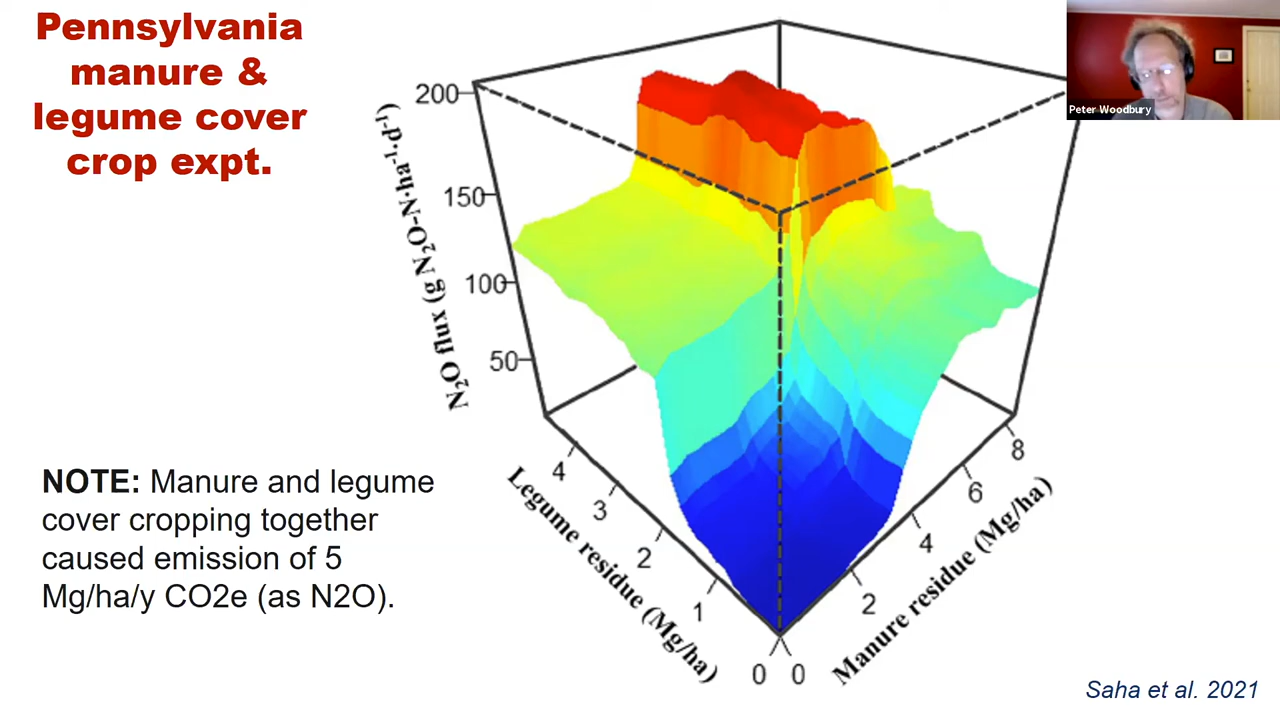 Pennsylvania
manure &
legume cover
crop expt.
NOTE: Manure and legume
cover cropping together
caused emission of 5
Mg/ha/y CO2e (as N2O).
N₂O flux (g N₂O-N·ha⁻¹·d⁻¹)
200
150
100
50
Legume residue (Mg/ha)
4
3
2
1
0
Manure residue (Mg/ha)
0
2
4
6
8
Peter Woodbury
Saha et al. 2021